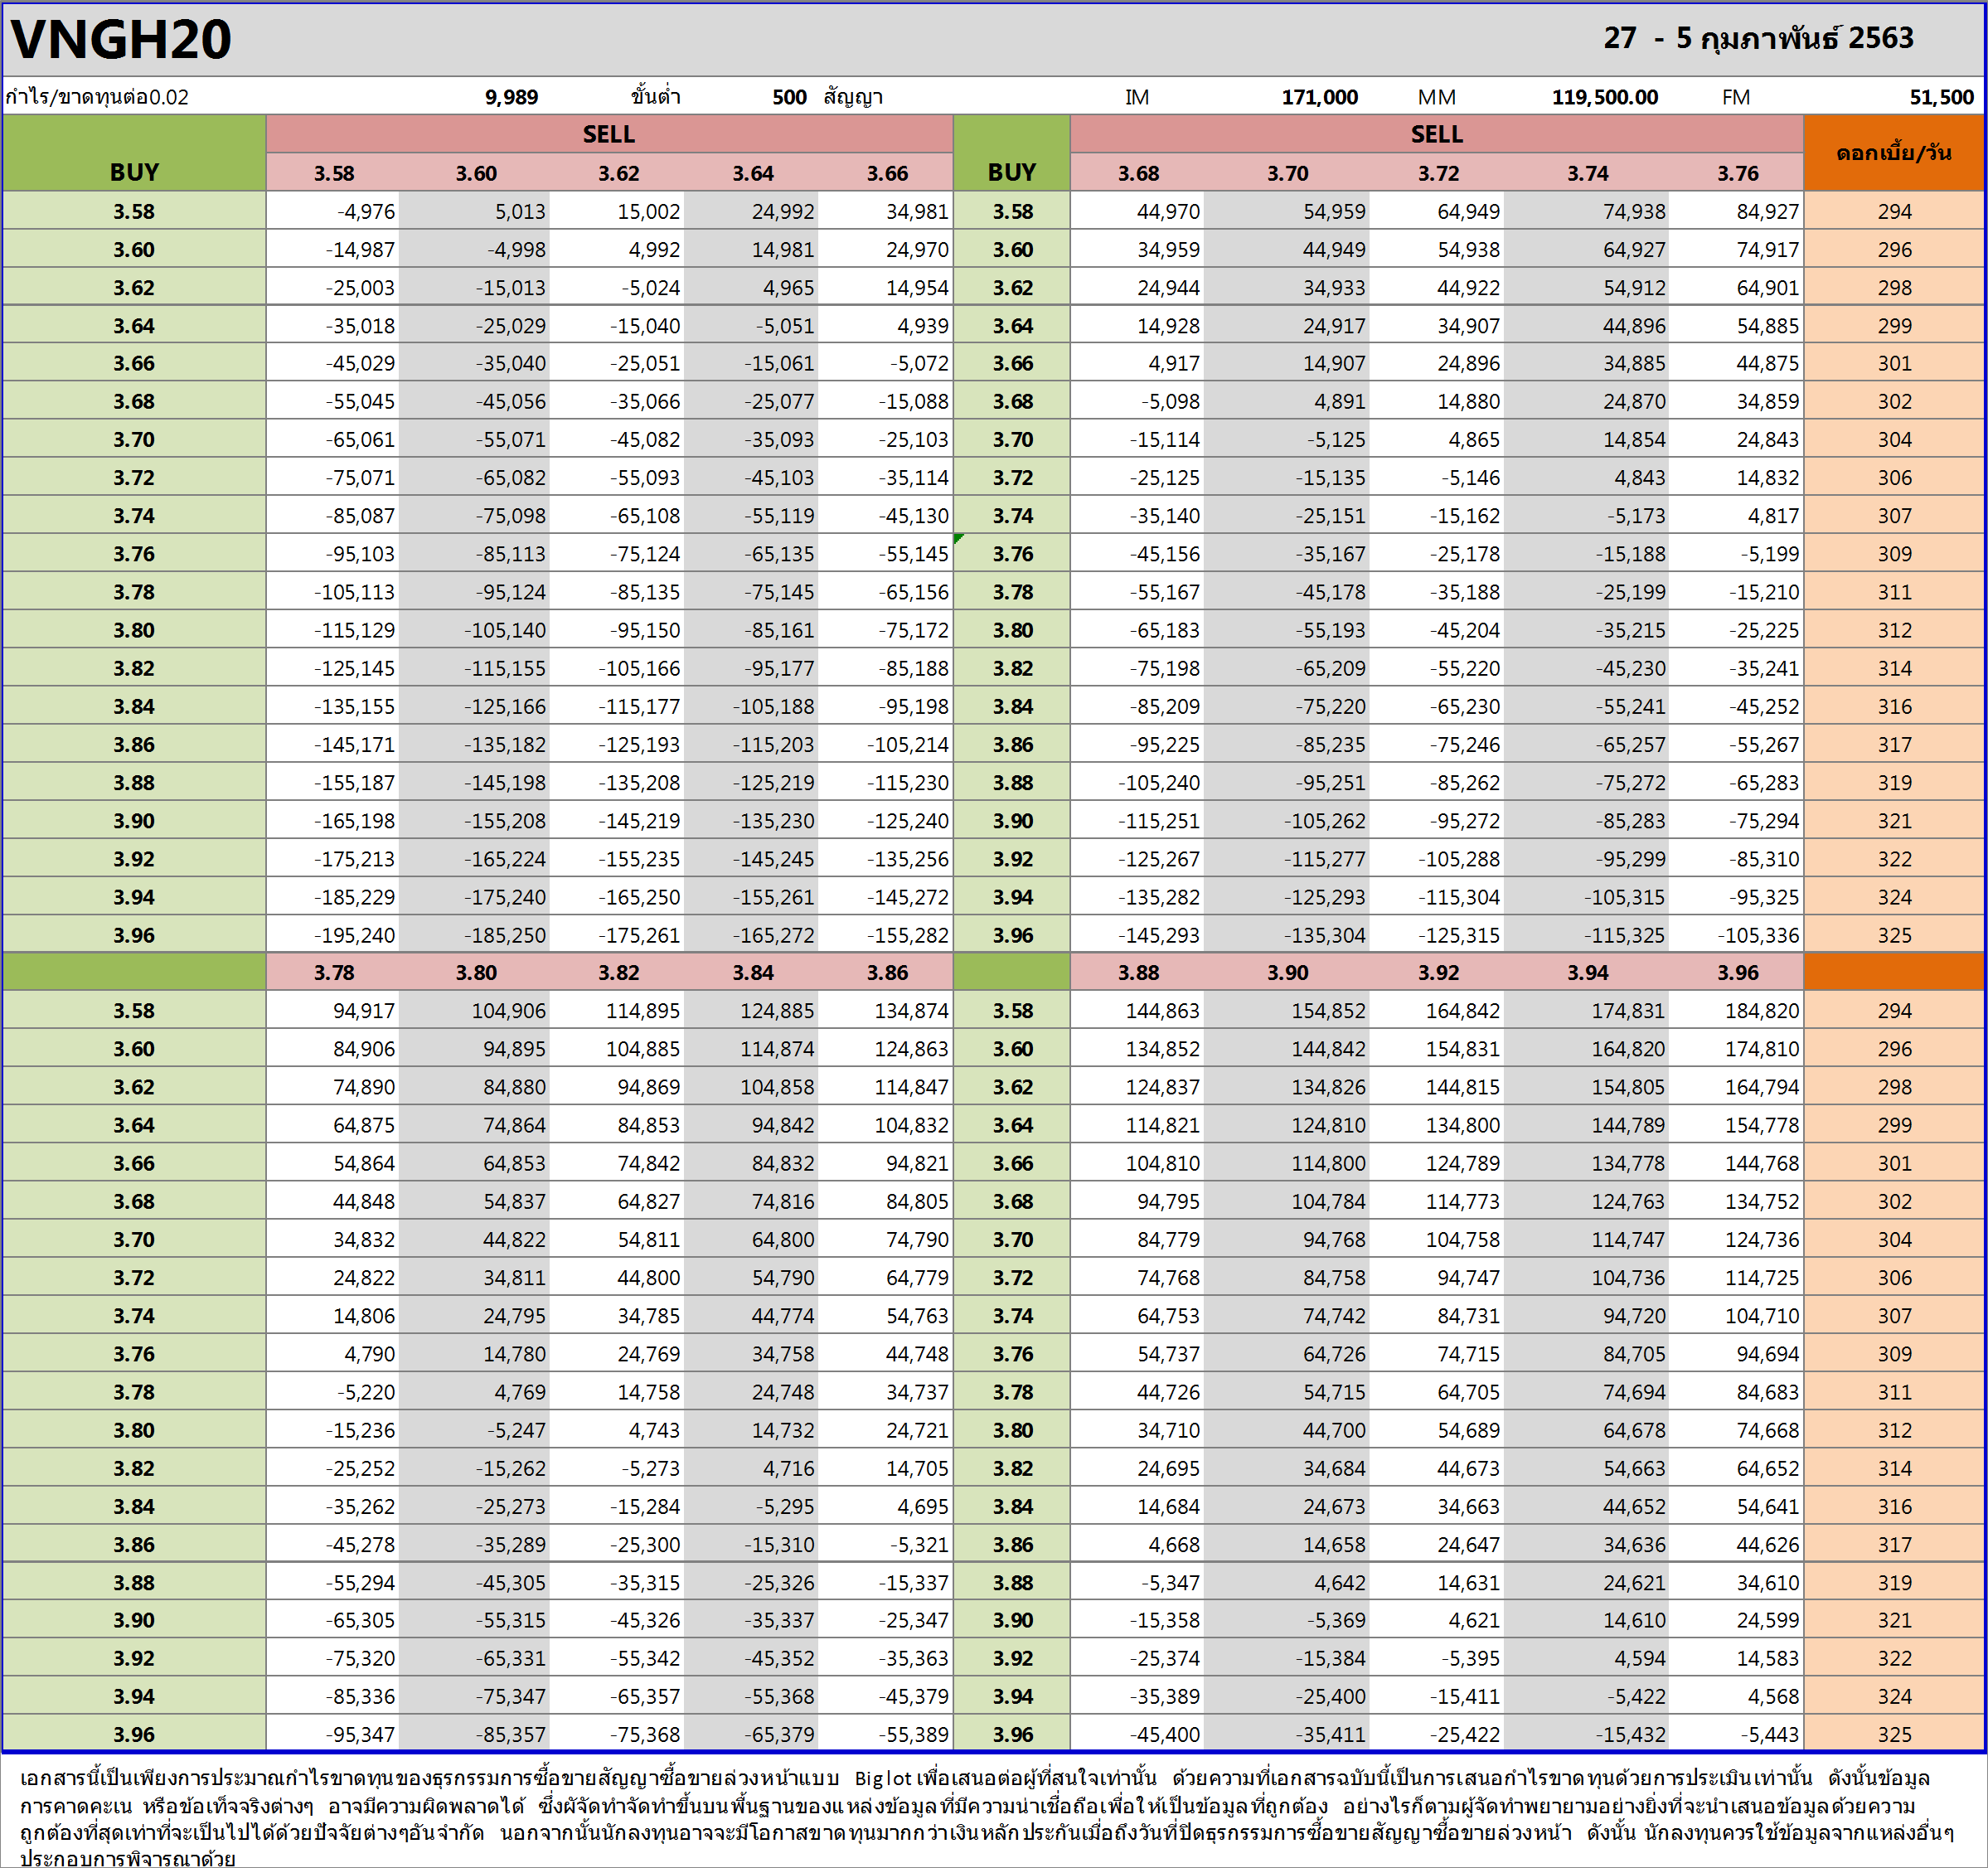 VNGH20 27 - 5 กุมภาพันธ์ 2563
กำไร/ขาดทุนต่อ0.02 9,989 ขั้นต่ำ 500 สัญญา IM 171,000 MM 119,500.00 FM 51,500
BUY SELL BUY SELL ดอกเบี้ย/วัน
3.58 3.60 3.62 3.64 3.66 3.68 3.70 3.72 3.74 3.76
3.58 -4,976 5,013 15,002 24,992 34,981 3.58 44,970 54,959 64,949 74,938 84,927 294
3.60 -14,987 -4,998 4,992 14,981 24,970 3.60 34,959 44,949 54,938 64,927 74,917 296
3.62 -25,003 -15,013 -5,024 4,965 14,954 3.62 24,944 34,933 44,922 54,912 64,901 298
3.64 -35,018 -25,029 -15,040 -5,051 4,939 3.64 14,928 24,917 34,907 44,896 54,885 299
3.66 -45,029 -35,040 -25,051 -15,061 -5,072 3.66 4,917 14,907 24,896 34,885 44,875 301
3.68 -55,045 -45,056 -35,066 -25,077 -15,088 3.68 -5,098 4,891 14,880 24,870 34,859 302
3.70 -65,061 -55,071 -45,082 -35,093 -25,103 3.70 -15,114 -5,125 4,865 14,854 24,843 304
3.72 -75,071 -65,082 -55,093 -45,103 -35,114 3.72 -25,125 -15,135 -5,146 4,843 14,832 306
3.74 -85,087 -75,098 -65,108 -55,119 -45,130 3.74 -35,140 -25,151 -15,162 -5,173 4,817 307
3.76 -95,103 -85,113 -75,124 -65,135 -55,145 3.76 -45,156 -35,167 -25,178 -15,188 -5,199 309
3.78 -105,113 -95,124 -85,135 -75,145 -65,156 3.78 -55,167 -45,178 -35,188 -25,199 -15,210 311
3.80 -115,129 -105,140 -95,150 -85,161 -75,172 3.80 -65,183 -55,193 -45,204 -35,215 -25,225 312
3.82 -125,145 -115,155 -105,166 -95,177 -85,188 3.82 -75,198 -65,209 -55,220 -45,230 -35,241 314
3.84 -135,155 -125,166 -115,177 -105,188 -95,198 3.84 -85,209 -75,220 -65,230 -55,241 -45,252 316
3.86 -145,171 -135,182 -125,193 -115,203 -105,214 3.86 -95,225 -85,235 -75,246 -65,257 -55,267 317
3.88 -155,187 -145,198 -135,208 -125,219 -115,230 3.88 -105,240 -95,251 -85,262 -75,272 -65,283 319
3.90 -165,198 -155,208 -145,219 -135,230 -125,240 3.90 -115,251 -105,262 -95,272 -85,283 -75,294 321
3.92 -175,213 -165,224 -155,235 -145,245 -135,256 3.92 -125,267 -115,277 -105,288 -95,299 -85,310 322
3.94 -185,229 -175,240 -165,250 -155,261 -145,272 3.94 -135,282 -125,293 -115,304 -105,315 -95,325 324
3.96 -195,240 -185,250 -175,261 -165,272 -155,282 3.96 -145,293 -135,304 -125,315 -115,325 -105,336 325
3.78 3.80 3.82 3.84 3.86 3.88 3.90 3.92 3.94 3.96
3.58 94,917 104,906 114,895 124,885 134,874 3.58 144,863 154,852 164,842 174,831 184,820 294
3.60 84,906 94,895 104,885 114,874 124,863 3.60 134,852 144,842 154,831 164,820 174,810 296
3.62 74,890 84,880 94,869 104,858 114,847 3.62 124,837 134,826 144,815 154,805 164,794 298
3.64 64,875 74,864 84,853 94,842 104,832 3.64 114,821 124,810 134,800 144,789 154,778 299
3.66 54,864 64,853 74,842 84,832 94,821 3.66 104,810 114,800 124,789 134,778 144,768 301
3.68 44,848 54,837 64,827 74,816 84,805 3.68 94,795 104,784 114,773 124,763 134,752 302
3.70 34,832 44,822 54,811 64,800 74,790 3.70 84,779 94,768 104,758 114,747 124,736 304
3.72 24,822 34,811 44,800 54,790 64,779 3.72 74,768 84,758 94,747 104,736 114,725 306
3.74 14,806 24,795 34,785 44,774 54,763 3.74 64,753 74,742 84,731 94,720 104,710 307
3.76 4,790 14,780 24,769 34,758 44,748 3.76 54,737 64,726 74,715 84,705 94,694 309
3.78 -5,220 4,769 14,758 24,748 34,737 3.78 44,726 54,715 64,705 74,694 84,683 311
3.80 -15,236 -5,247 4,743 14,732 24,721 3.80 34,710 44,700 54,689 64,678 74,668 312
3.82 -25,252 -15,262 -5,273 4,716 14,705 3.82 24,695 34,684 44,673 54,663 64,652 314
3.84 -35,262 -25,273 -15,284 -5,295 4,695 3.84 14,684 24,673 34,663 44,652 54,641 316
3.86 -45,278 -35,289 -25,300 -15,310 -5,321 3.86 4,668 14,658 24,647 34,636 44,626 317
3.88 -55,294 -45,305 -35,315 -25,326 -15,337 3.88 -5,347 4,642 14,631 24,621 34,610 319
3.90 -65,305 -55,315 -45,326 -35,337 -25,347 3.90 -15,358 -5,369 4,621 14,610 24,599 321
3.92 -75,320 -65,331 -55,342 -45,352 -35,363 3.92 -25,374 -15,384 -5,395 4,594 14,583 322
3.94 -85,336 -75,347 -65,357 -55,368 -45,379 3.94 -35,389 -25,400 -15,411 -5,422 4,568 324
3.96 -95,347 -85,357 -75,368 -65,379 -55,389 3.96 -45,400 -35,411 -25,422 -15,432 -5,443 325
เอกสารนี้เป็นเพียงการประมาณกำไรขาดทุนของธุรกรรมการซื้อขายสัญญาซื้อขายล่วงหน้าแบบ Biglot เพื่อเสนอต่อผู้ที่สนใจเท่านั้น ด้วยความที่เอกสารฉบับนี้เป็นการเสนอกำไรขาดทุนด้วยการประเมินเท่านั้น ดังนั้นข้อมูล
การคาดคะเน หรือข้อเท็จจริงต่างๆ อาจมีความผิดพลาดได้ ซึ่งผัจัดทำจัดทำขึ้นบนพื้นฐานของแหล่งข้อมูลที่มีความน่าเชื่อถือเพื่อให้เป็นข้อมูลที่ถูกต้อง อย่างไรก็ตามผู้จัดทำพยายามอย่างยิ่งที่จะนำเสนอข้อมูลด้วยความ
ถูกต้องที่สุดเท่าที่จะเป็นไปได้ด้วยปัจจัยต่างๆอันจำกัด นอกจากนั้นนักลงทุนอาจจะมีโอกาสขาดทุนมากกว่าเงินหลักประกันเมื่อถึงวันที่ปิดธุรกรรมการซื้อขายสัญญาซื้อขายล่วงหน้า ดังนั้น นักลงทุนควรใช้ข้อมูลจากแหล่งอื่นๆ
ประกอบการพิจารณาด้วย